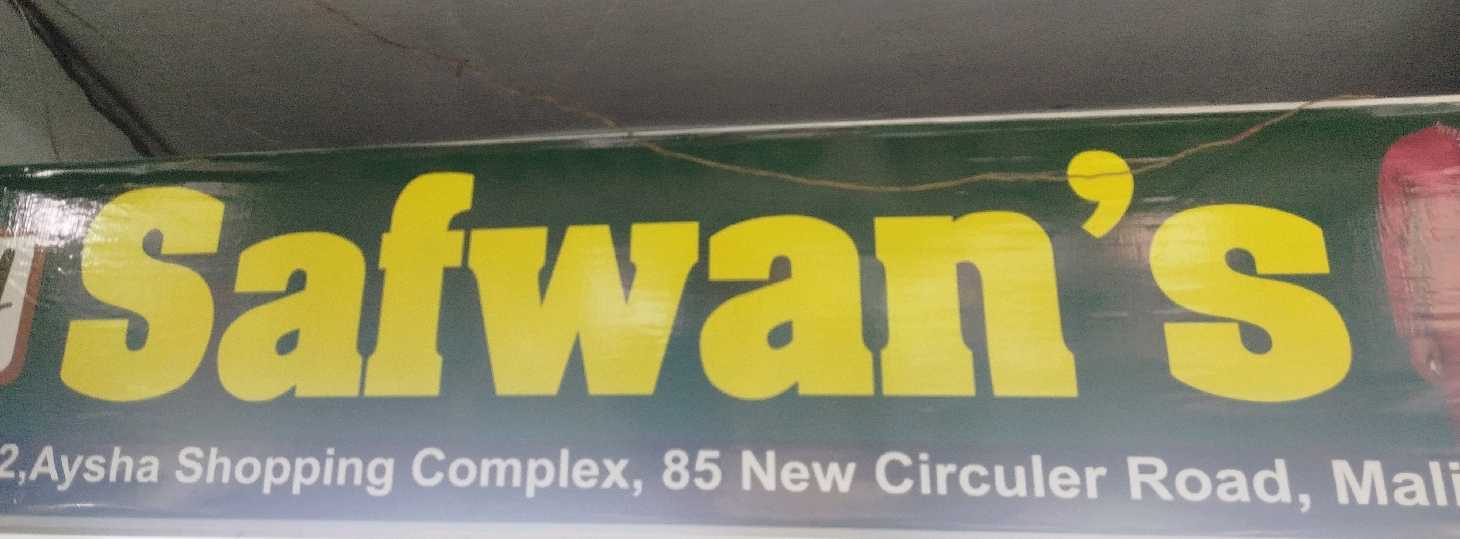 Safwan's
2,Aysha Shopping Complex, 85 New Circuler Road, Mali